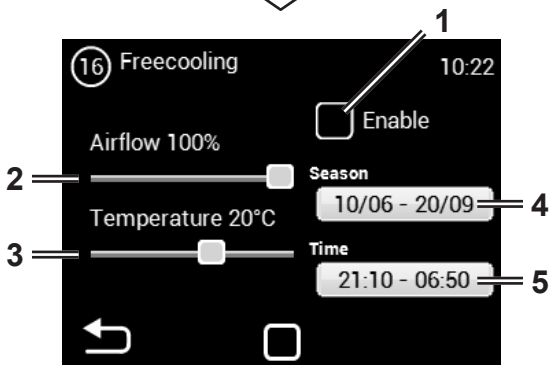 1
16 Freecooling 10:22
Enable
Airflow 100%
2
Season
10/06 - 20/09 4
Temperature 20°C
3
Time
21:10 - 06:50 5